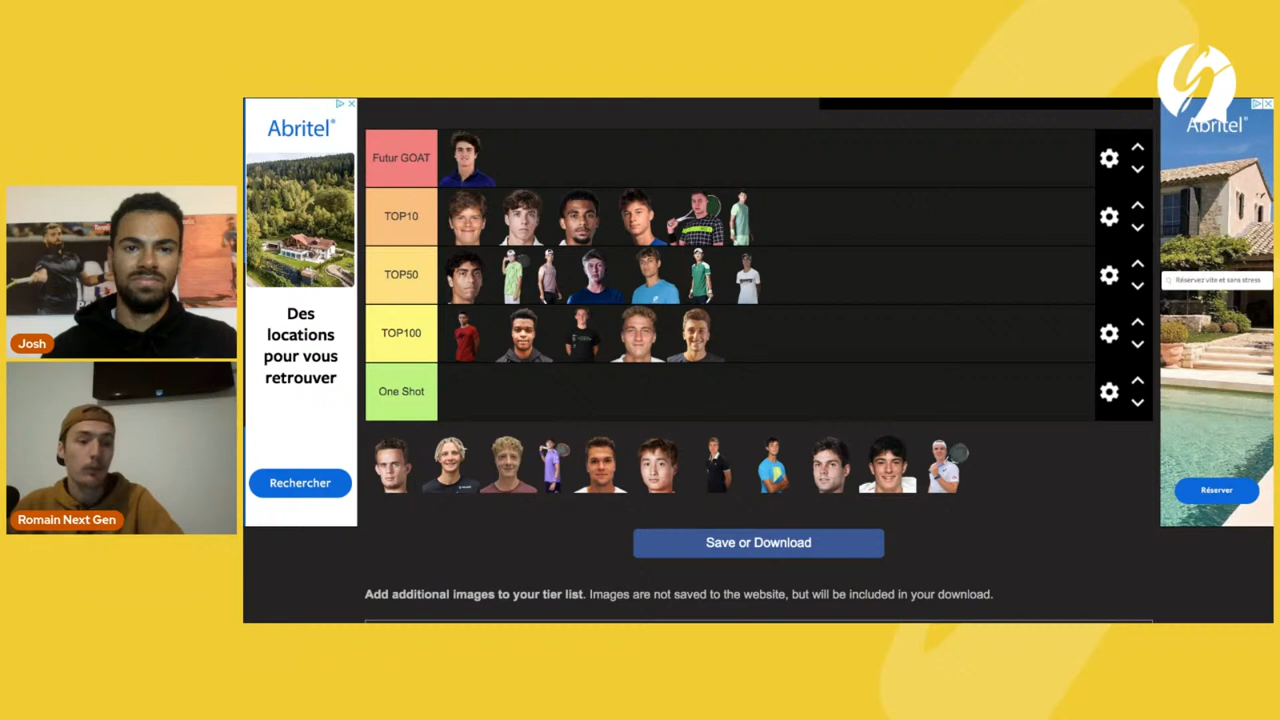 Abritel®
Des
locations
pour vous
retrouver
Rechercher
Josh
Romain Next Gen
Futur GOAT
TOP10
TOP50
TOP100
One Shot
Save or Download
Add additional images to your tier list. Images are not saved to the website, but will be included in your download.
Abritel®
Réservez vite et sans stress
Réserver